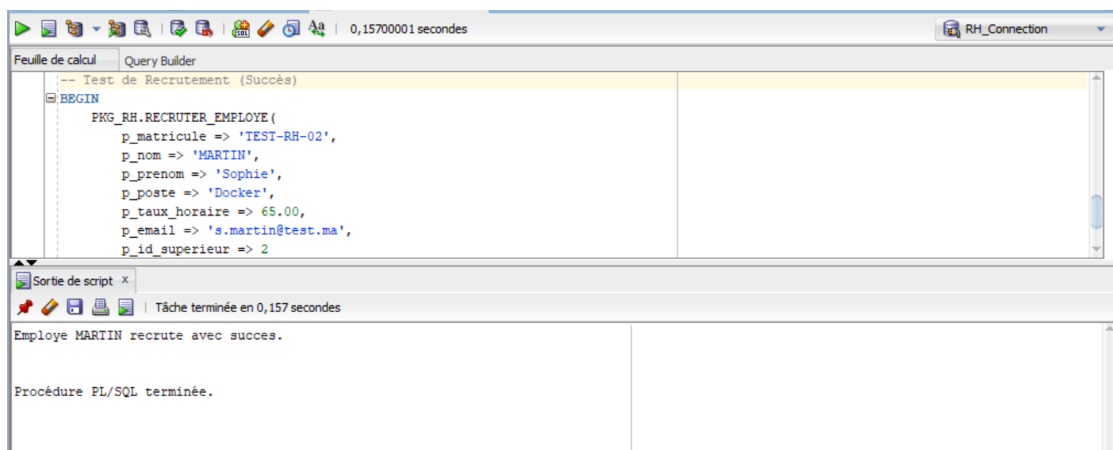 0,15700001 secondes
RH_Connection
Feuille de calcul
Query Builder
-- Test de Recrutement (Succès)
BEGIN
PKG_RH.RECRUTER_EMPLOYE(
p_matricule => 'TEST-RH-02',
p_nom => 'MARTIN',
p_prenom => 'Sophie',
p_poste => 'Docker',
p_taux_horaire => 65.00,
p_email => 's.martin@test.ma',
p_id_superieur => 2
Sortie de script x
Tâche terminée en 0,157 secondes
Employe MARTIN recrute avec succes.
Procédure PL/SQL terminée.